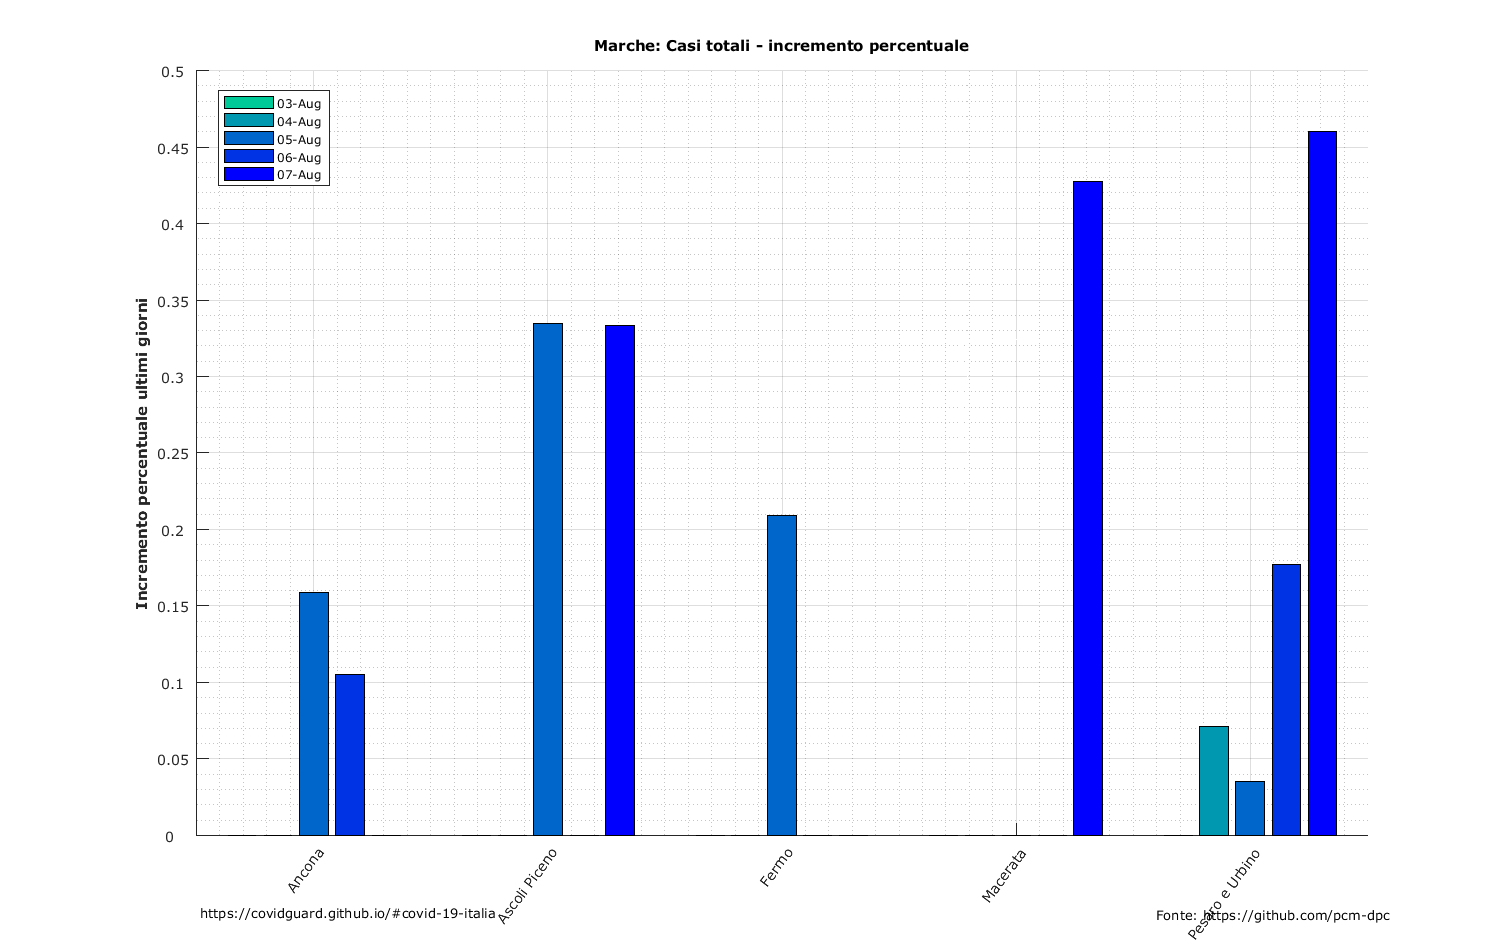 Marche: Casi totali - incremento percentuale
03-Aug
04-Aug
05-Aug
06-Aug
07-Aug
Incremento percentuale ultimi giorni
0.5
0.45
0.4
0.35
0.3
0.25
0.2
0.15
0.1
0.05
0
Ancona
Ascoli Piceno
Fermo
Macerata
Pesaro e Urbino
https://covidguard.github.io/#covid-19-italia
Fonte: https://github.com/pcm-dpc